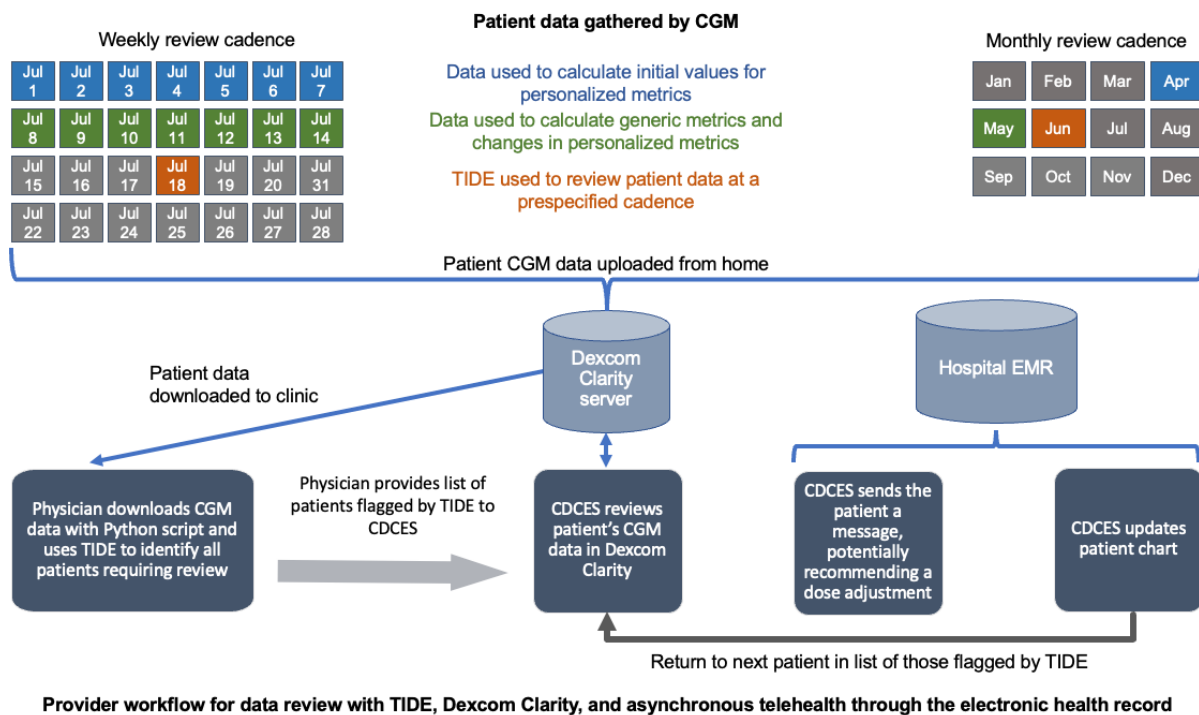 Patient data gathered by CGM
Weekly review cadence
Jul 1 Jul 2 Jul 3 Jul 4 Jul 5 Jul 6 Jul 7
Jul 8 Jul 9 Jul 10 Jul 11 Jul 12 Jul 13 Jul 14
Jul 15 Jul 16 Jul 17 Jul 18 Jul 19 Jul 20 Jul 31
Jul 22 Jul 23 Jul 24 Jul 25 Jul 26 Jul 27 Jul 28
Data used to calculate initial values for
personalized metrics
Data used to calculate generic metrics and
changes in personalized metrics
TIDE used to review patient data at a
prespecified cadence
Monthly review cadence
Jan Feb Mar Apr
May Jun Jul Aug
Sep Oct Nov Dec
Patient CGM data uploaded from home
Dexcom
Clarity
server
Hospital EMR
Patient data
downloaded to clinic
Physician downloads CGM
data with Python script and
uses TIDE to identify all
patients requiring review
Physician provides list of
patients flagged by TIDE to
CDCES
CDCES reviews
patient's CGM
data in Dexcom
Clarity
CDCES sends the
patient a
message,
potentially
recommending a
dose adjustment
CDCES updates
patient chart
Return to next patient in list of those flagged by TIDE
Provider workflow for data review with TIDE, Dexcom Clarity, and asynchronous telehealth through the electronic health record